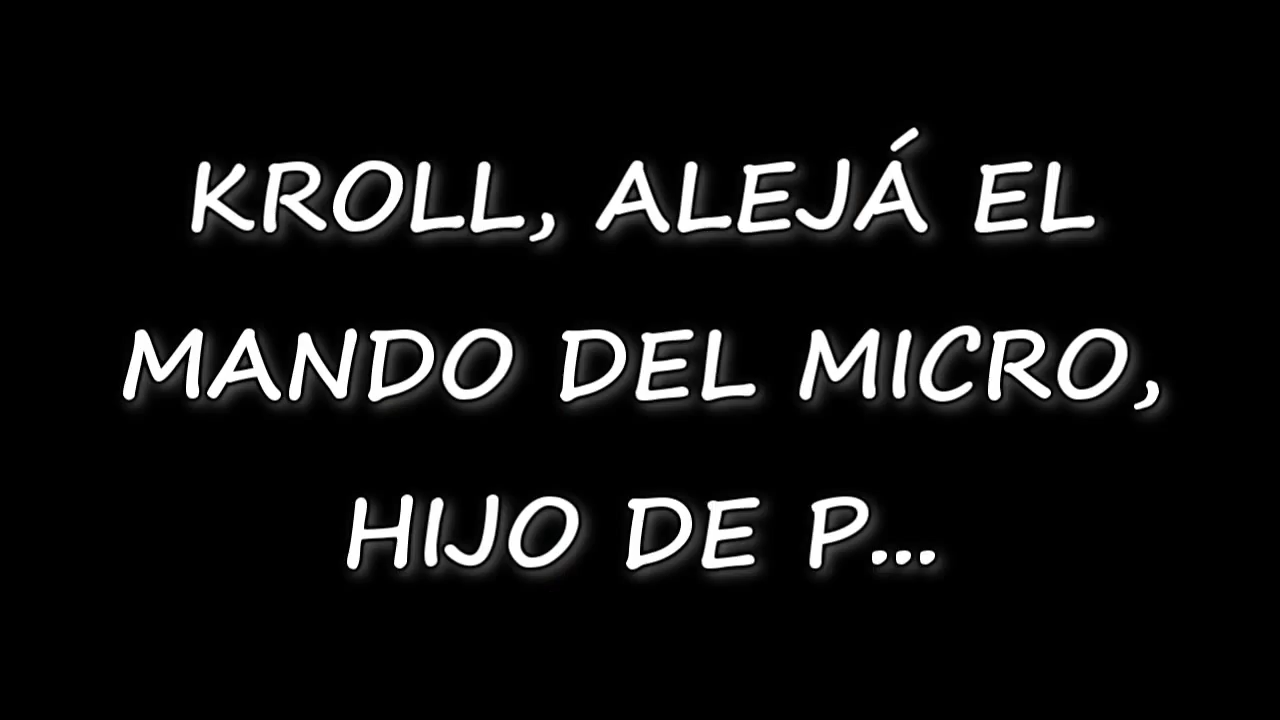 KROLL, ALEJÁ EL
MANDO DEL MICRO,
HIJO DE P...